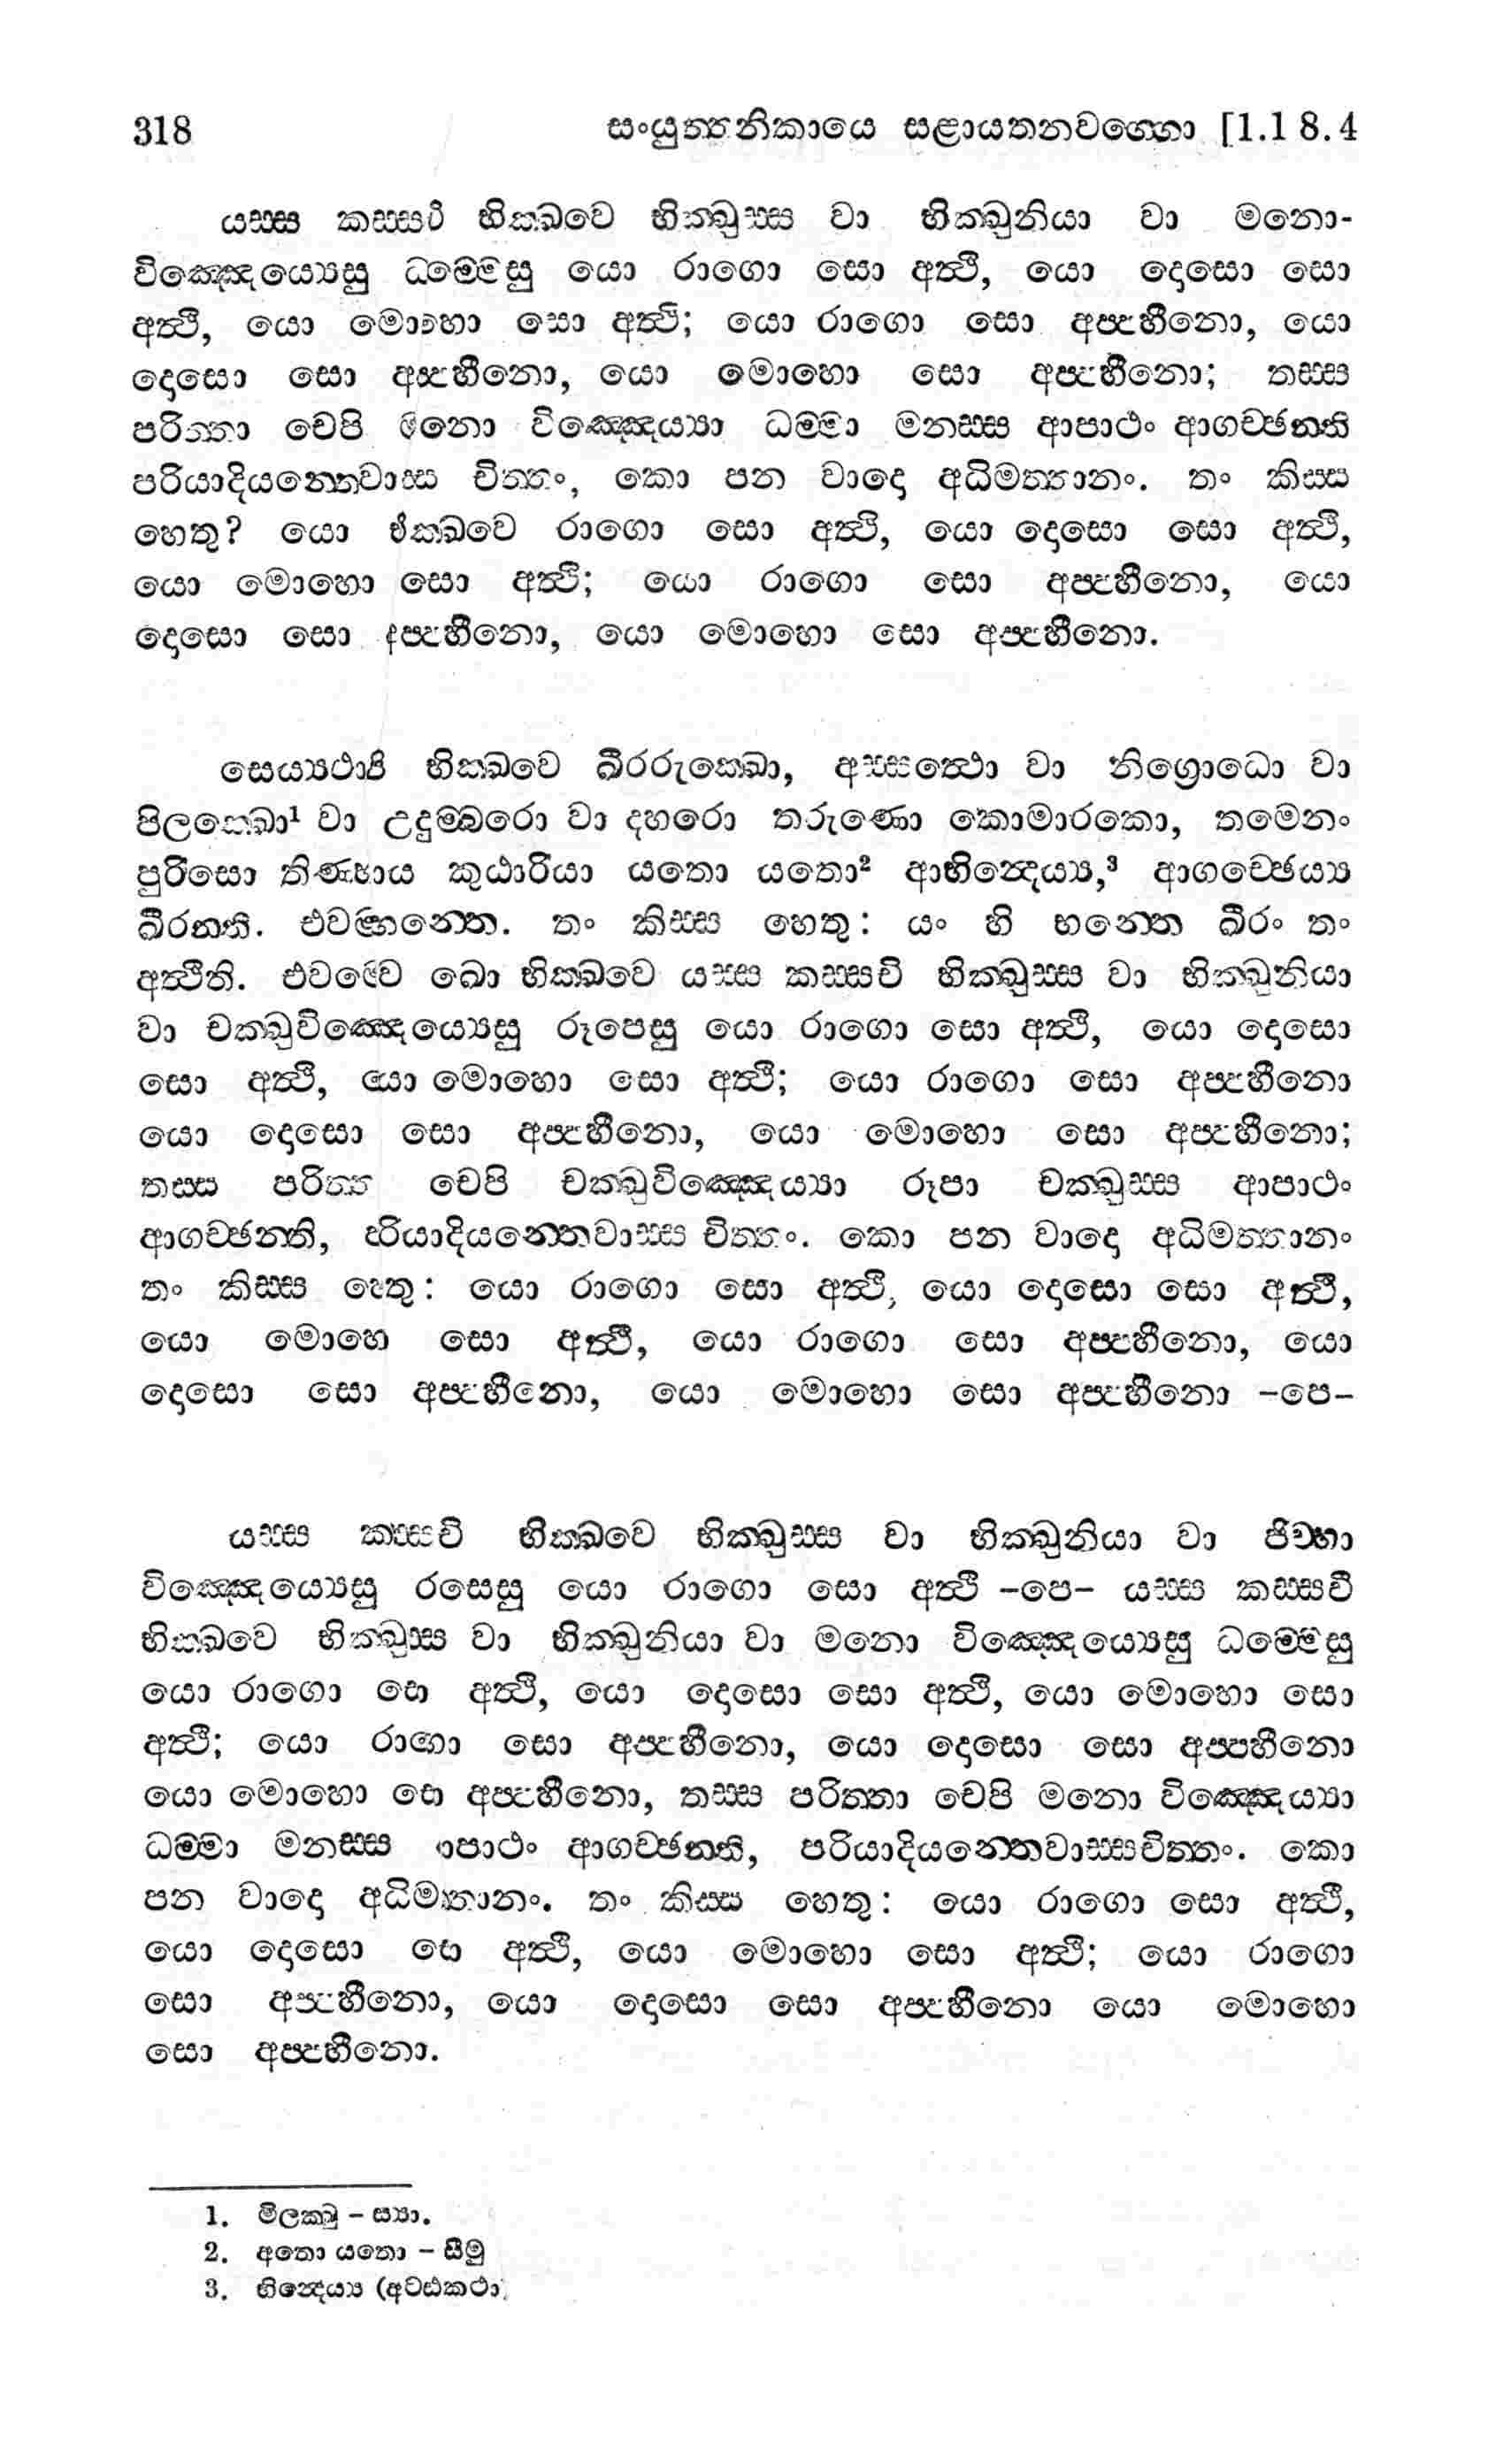 318 සංයුත්තනිකායෙ සළායතනවග්ගො [1.1 8.4
යස්ස කස්සචි භික්ඛවෙ භික්ඛුස්ස වා භික්ඛුනියා වා මනො-
විඤ්ඤෙය්‍යෙසු ධම්මෙසු යො රාගො සො අත්ථි, යො දොසො සො
අත්ථි, යො මොහො සො අත්ථි; යො රාගො සො අප්පහීනො, යො
දොසො සො අප්පහීනො, යො මොහො සො අප්පහීනො; තස්ස
පරිත්තා චෙපි මනො විඤ්ඤෙය්‍යා ධම්මා මනස්ස ආපාථං ආගච්ඡන්ති
පරියාදියන්තෙවාස්ස චිත්තං, කො පන වාදො අධිමත්තානං. තං කිස්ස
හෙතු? යො භික්ඛවෙ රාගො සො අත්ථි, යො දොසො සො අත්ථි,
යො මොහො සො අත්ථි; යො රාගො සො අප්පහීනො, යො
දොසො සො අප්පහීනො, යො මොහො සො අප්පහීනො.
සෙය්‍යථාපි භික්ඛවෙ ඛීරරුක්ඛො, අස්සත්ථො වා නිග්‍රොධො වා
පිලක්ඛො¹ වා උදුම්බරො වා දහරො තරුණො කොමාරකො, තමෙනං
පුරිසො තිණ්හාය කුඨාරියා යතො යතො² ආභින්දෙය්‍ය,³ ආගච්ඡෙය්‍ය
ඛීරන්ති. එවම්භන්තෙ. තං කිස්ස හෙතු: යං හි භන්තෙ ඛීරං තං
අත්ථීති. එවමෙව ඛො භික්ඛවෙ යස්ස කස්සචි භික්ඛුස්ස වා භික්ඛුනියා
වා චක්ඛුවිඤ්ඤෙය්‍යෙසු රූපෙසු යො රාගො සො අත්ථි, යො දොසො
සො අත්ථි, යො මොහො සො අත්ථි; යො රාගො සො අප්පහීනො
යො දොසො සො අප්පහීනො, යො මොහො සො අප්පහීනො;
තස්ස පරිත්ත චෙපි චක්ඛුවිඤ්ඤෙය්‍යා රූපා චක්ඛුස්ස ආපාථං
ආගච්ඡන්ති, පරියාදියන්තෙවාස්ස චිත්තං. කො පන වාදො අධිමත්තානං
තං කිස්ස හෙතු: යො රාගො සො අත්ථි, යො දොසො සො අත්ථි,
යො මොහෙ සො අත්ථි, යො රාගො සො අප්පහීනො, යො
දොසො සො අප්පහීනො, යො මොහො සො අප්පහීනො -පෙ-
යස්ස කස්සචි භික්ඛවෙ භික්ඛුස්ස වා භික්ඛුනියා වා ජිව්හා
විඤ්ඤෙය්‍යෙසු රසෙසු යො රාගො සො අත්ථි -පෙ- යස්ස කස්සචි
භික්ඛවෙ භික්ඛුස්ස වා භික්ඛුනියා වා මනො විඤ්ඤෙය්‍යෙසු ධම්මෙසු
යො රාගො සො අත්ථි, යො දොසො සො අත්ථි, යො මොහො සො
අත්ථි; යො රාගො සො අප්පහීනො, යො දොසො සො අප්පහීනො
යො මොහො සො අප්පහීනො, තස්ස පරිත්තා චෙපි මනො විඤ්ඤෙය්‍යා
ධම්මා මනස්ස ාපාථං ආගච්ඡන්ති, පරියාදියන්තෙවාස්සචිත්තං. කො
පන වාදො අධිමත්තානං. තං කිස්ස හෙතු: යො රාගො සො අත්ථි,
යො දොසො සො අත්ථි, යො මොහො සො අත්ථි; යො රාගො
සො අප්පහීනො, යො දොසො සො අප්පහීනො යො මොහො
සො අප්පහීනො.
1. මිලක්ඛු - ස්‍යා.
2. අතො යතො - සීමු
3. භින්දෙය්‍ය (අට්ඨකථා)